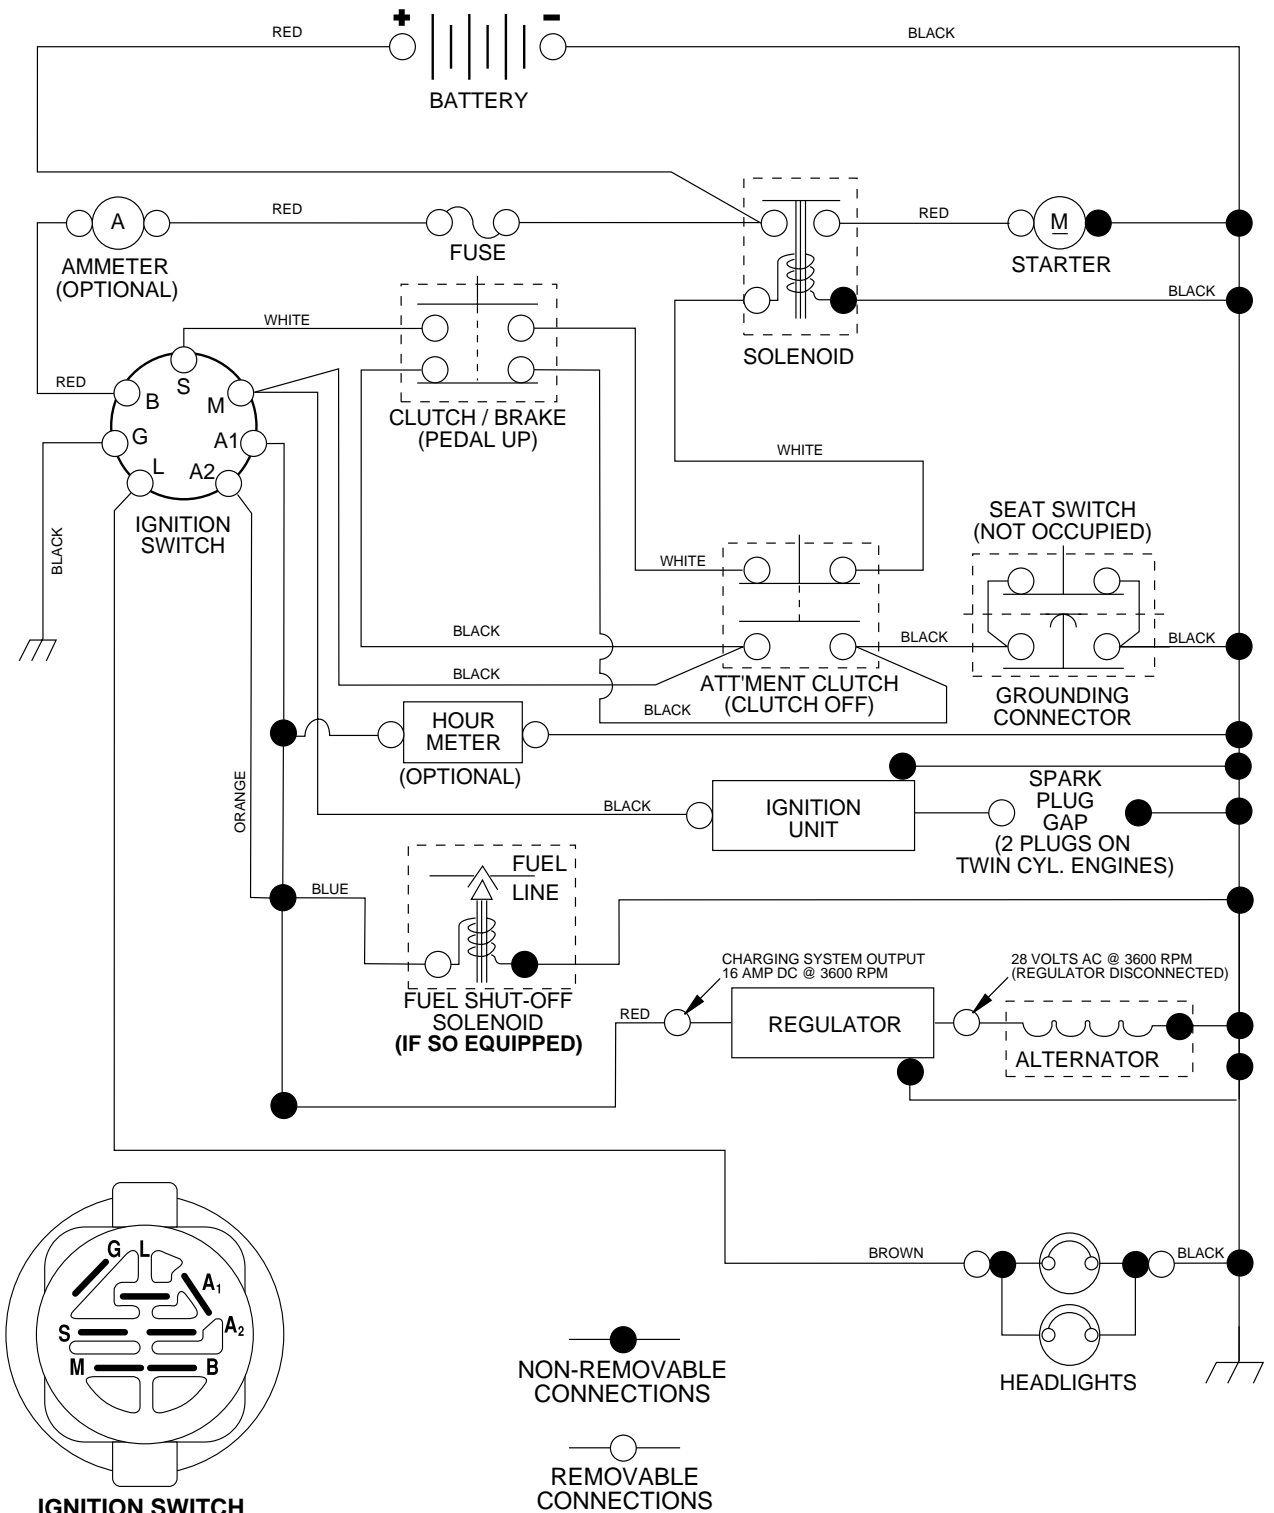 + -
RED
BLACK
BATTERY
A
RED
FUSE
RED
M
STARTER
AMMETER
(OPTIONAL)
BLACK
SOLENOID
WHITE
CLUTCH / BRAKE
(PEDAL UP)
RED
S
B
M
G
A1
L
A2
IGNITION
SWITCH
BLACK
WHITE
SEAT SWITCH
(NOT OCCUPIED)
WHITE
BLACK
BLACK
BLACK
BLACK
ATT'MENT CLUTCH
(CLUTCH OFF)
GROUNDING
CONNECTOR
BLACK
HOUR
METER
(OPTIONAL)
ORANGE
BLACK
IGNITION
UNIT
SPARK
PLUG
GAP
(2 PLUGS ON
TWIN CYL. ENGINES)
BLUE
FUEL
LINE
FUEL SHUT-OFF
SOLENOID
(IF SO EQUIPPED)
CHARGING SYSTEM OUTPUT
16 AMP DC @ 3600 RPM
28 VOLTS AC @ 3600 RPM
(REGULATOR DISCONNECTED)
RED
REGULATOR
ALTERNATOR
BROWN
BLACK
HEADLIGHTS
G
L
A1
S
A2
M
B
IGNITION SWITCH
NON-REMOVABLE
CONNECTIONS
REMOVABLE
CONNECTIONS